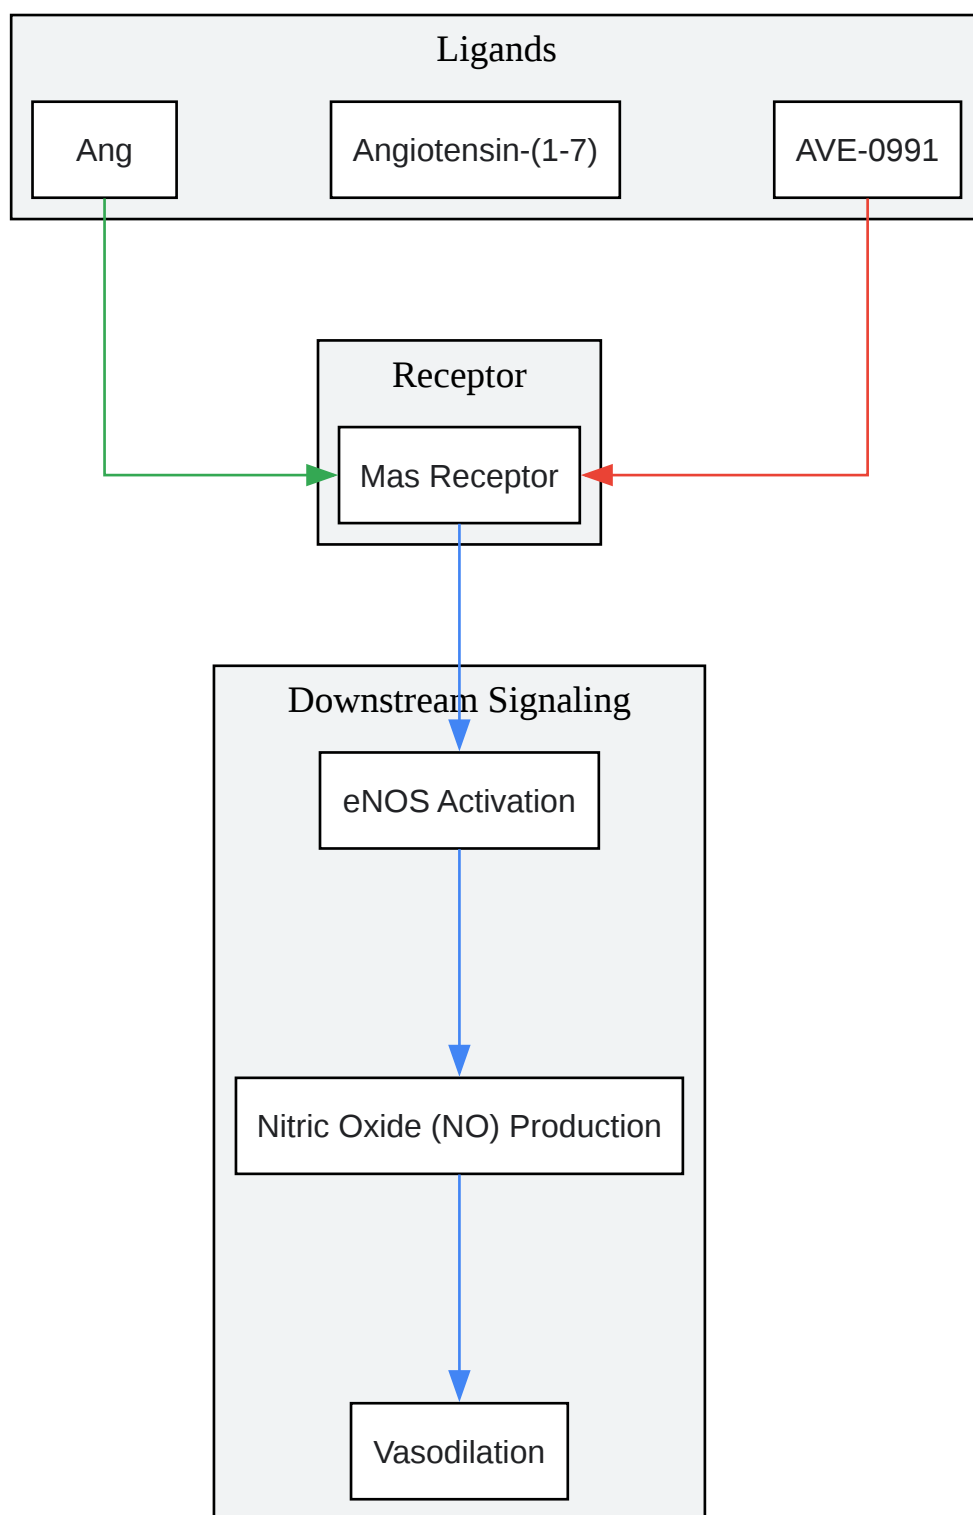 Ligands
Ang
Angiotensin-(1-7)
AVE-0991
Receptor
Mas Receptor
Downstream Signaling
eNOS Activation
Nitric Oxide (NO) Production
Vasodilation